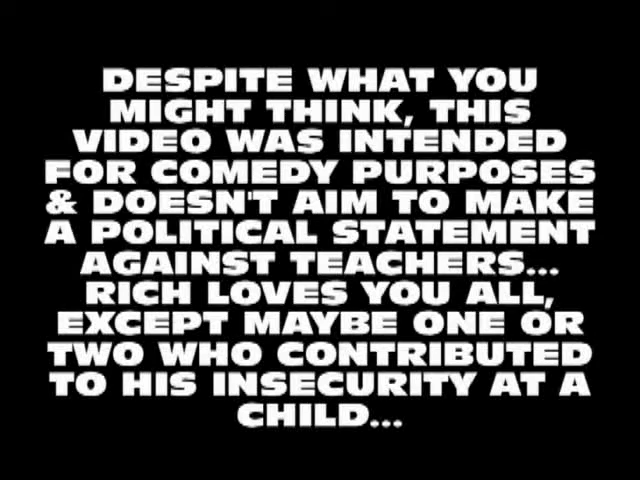 DESPITE WHAT YOU
MIGHT THINK, THIS
VIDEO WAS INTENDED
FOR COMEDY PURPOSES
& DOESN'T AIM TO MAKE
A POLITICAL STATEMENT
AGAINST TEACHERS...
RICH LOVES YOU ALL,
EXCEPT MAYBE ONE OR
TWO WHO CONTRIBUTED
TO HIS INSECURITY AT A
CHILD...